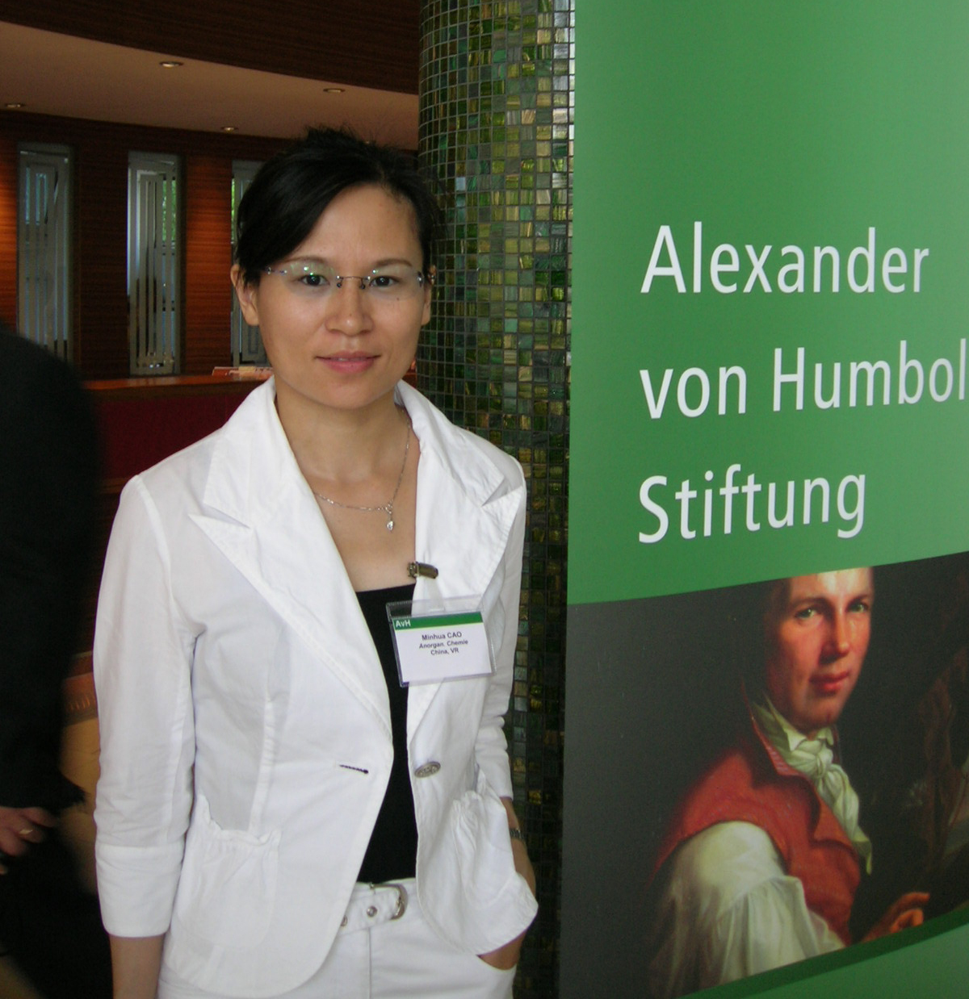 Alexander
von Humbol
Stiftung
AvH
Minhua CAO
Anorgan. Chemie
China, VR